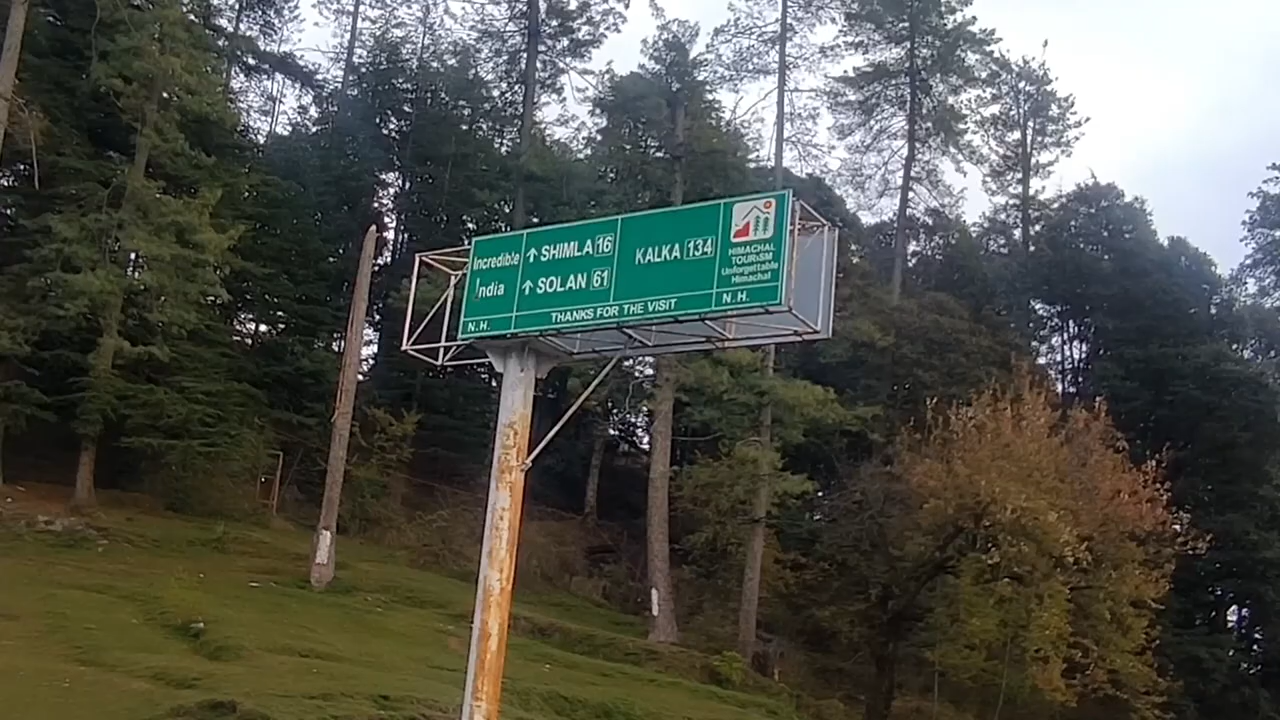 Incredible
India
N.H.
↑ SHIMLA 16
↑ SOLAN 61
KALKA 134
THANKS FOR THE VISIT
HIMACHAL
TOURISM
Unforgettable
Himachal
N.H.